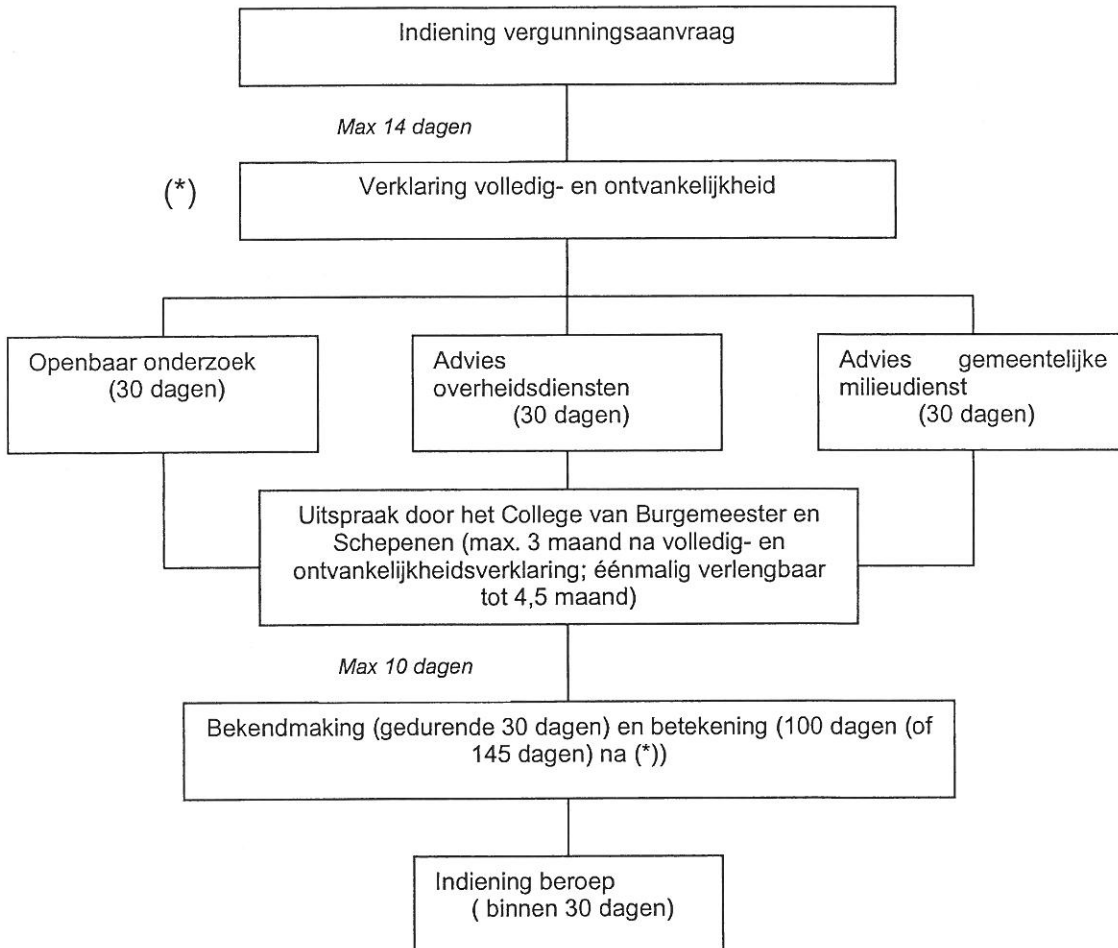 Indiening vergunningsaanvraag
Max 14 dagen
(*)
Verklaring volledig- en ontvankelijkheid
Openbaar onderzoek
(30 dagen)
Advies
overheidsdiensten
(30 dagen)
Advies gemeentelijke
milieudienst
(30 dagen)
Uitspraak door het College van Burgemeester en
Schepenen (max. 3 maand na volledig- en
ontvankelijkheidsverklaring; éénmalig verlengbaar
tot 4,5 maand)
Max 10 dagen
Bekendmaking (gedurende 30 dagen) en betekening (100 dagen (of
145 dagen) na (*))
Indiening beroep
( binnen 30 dagen)